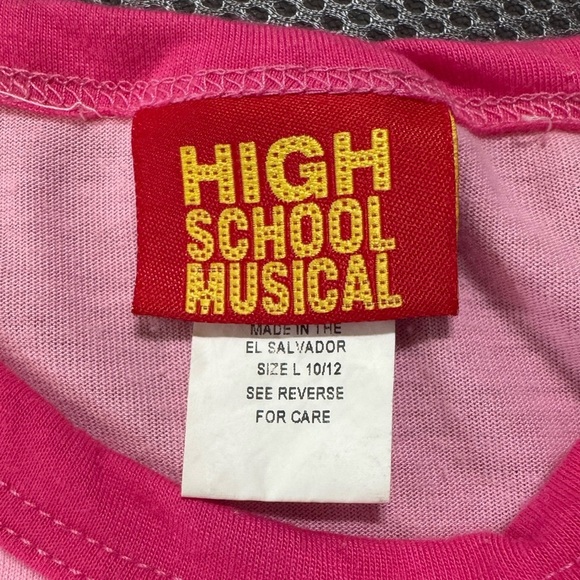 HIGH
SCHOOL
MUSICAL
MADE IN THE
EL SALVADOR
SIZE L 10/12
SEE REVERSE
FOR CARE